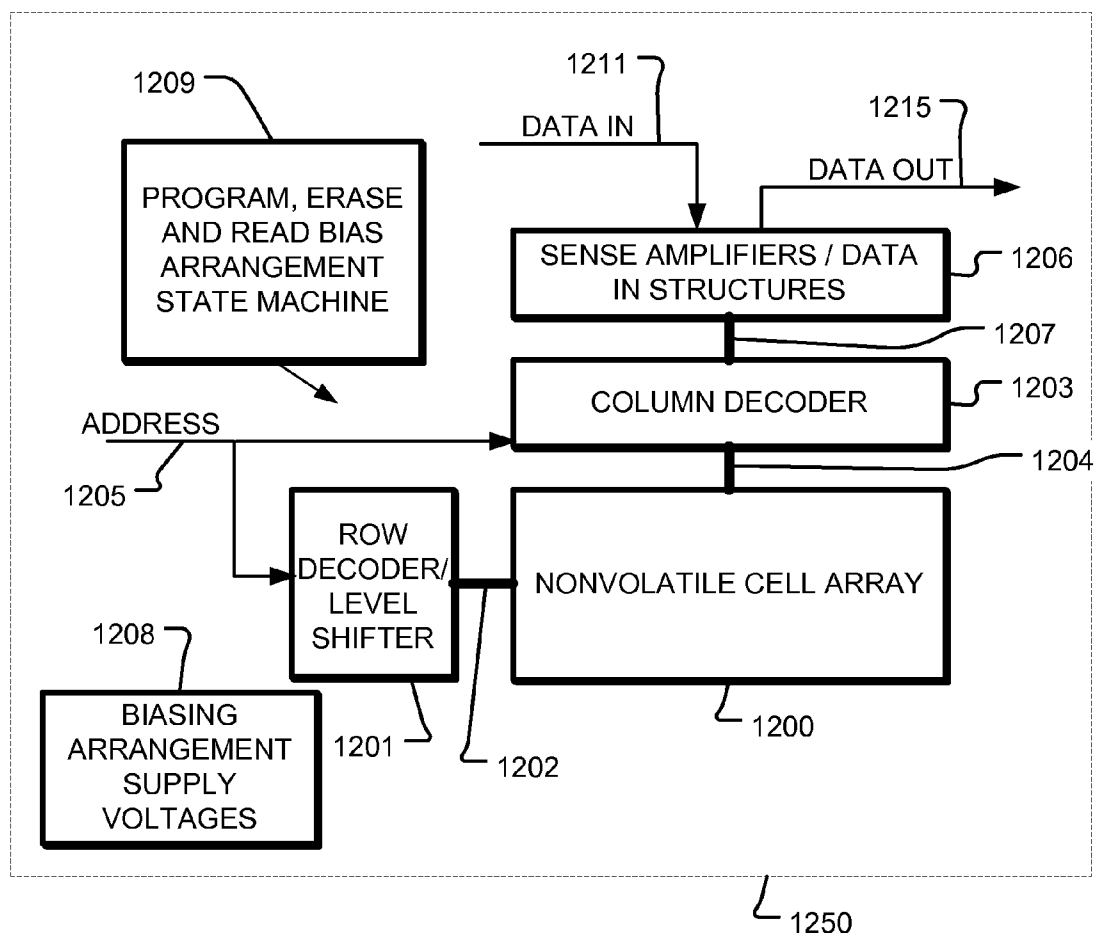 1209
1211
1215
DATA IN
DATA OUT
PROGRAM, ERASE
AND READ BIAS
ARRANGEMENT
STATE MACHINE
SENSE AMPLIFIERS / DATA
IN STRUCTURES
1206
1207
COLUMN DECODER
1203
ADDRESS
1205
1204
ROW
DECODER/
LEVEL
SHIFTER
NONVOLATILE CELL ARRAY
1208
1201
1202
1200
BIASING
ARRANGEMENT
SUPPLY
VOLTAGES
1250